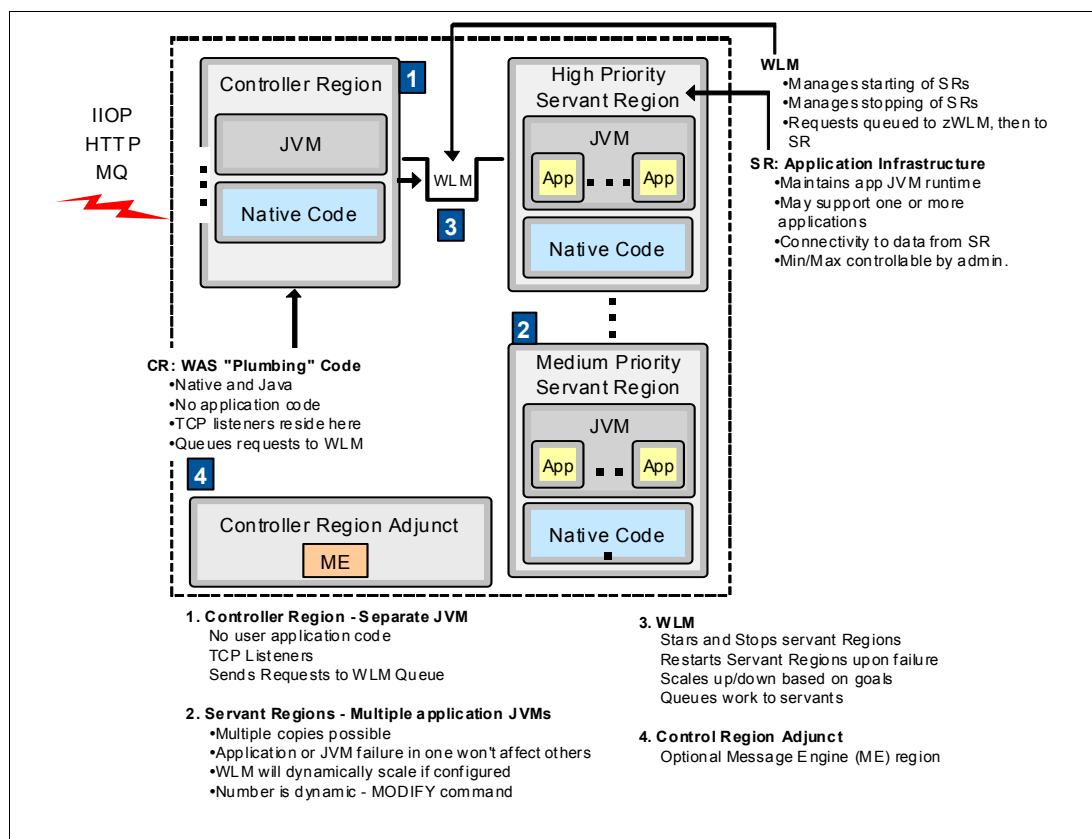 IIOP
HTTP
MQ
Controller Region
1
JVM
Native Code
WLM
3
High Priority
Servant Region
JVM
App
App
Native Code
WLM
•Manages starting of SRs
•Manages stopping of SRs
•Requests queued to zWLM, then to
SR
SR: Application Infrastructure
•Maintains app JVM runtime
•May support one or more
applications
•Connectivity to data from SR
•Min/Max controllable by admin.
2
Medium Priority
Servant Region
JVM
App
App
Native Code
CR: WAS "Plumbing" Code
•Native and Java
•No application code
•TCP listeners reside here
•Queues requests to WLM
4
Controller Region Adjunct
ME
1. Controller Region - Separate JVM
No user application code
TCP Listeners
Sends Requests to WLM Queue
2. Servant Regions - Multiple application JVMs
•Multiple copies possible
•Application or JVM failure in one won't affect others
•WLM will dynamically scale if configured
•Number is dynamic - MODIFY command
3. WLM
Stars and Stops servant Regions
Restarts Servant Regions upon failure
Scales up/down based on goals
Queues work to servants
4. Control Region Adjunct
Optional Message Engine (ME) region